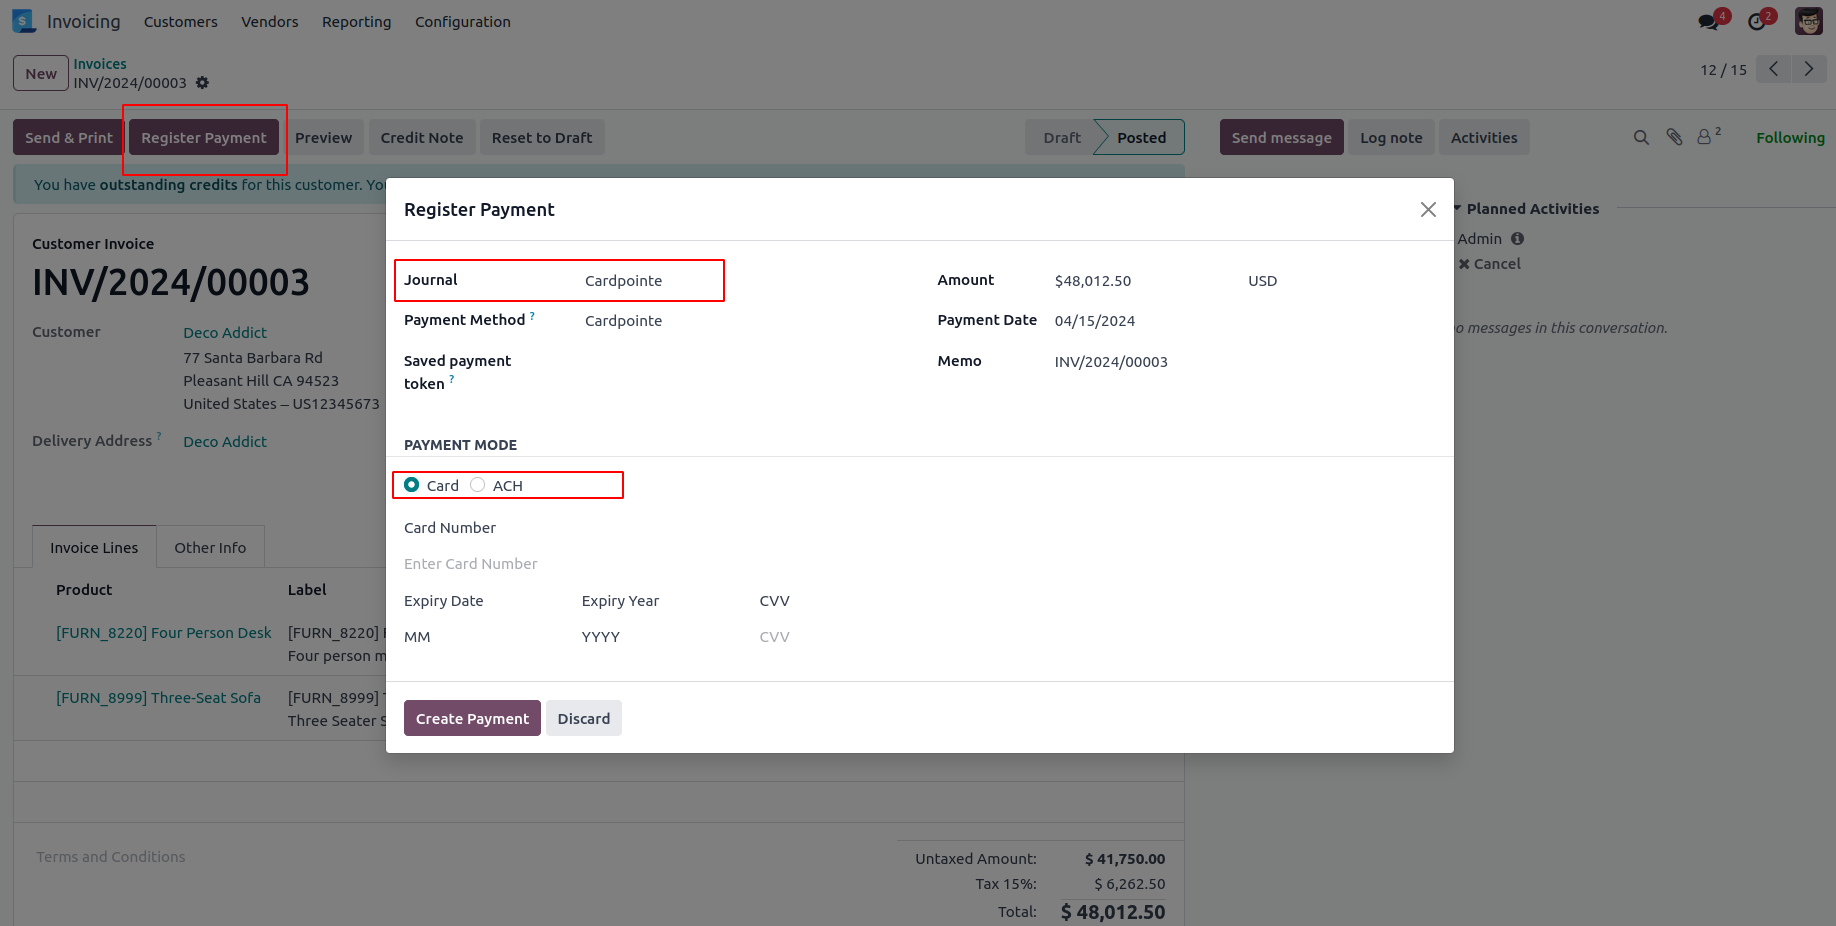 Invoicing Customers Vendors Reporting Configuration 4 2
New Invoices
INV/2024/00003
12 / 15
Send & Print Register Payment Preview Credit Note Reset to Draft Draft Posted Send message Log note Activities 2 Following
You have outstanding credits for this customer.
Register Payment
Planned Activities
Customer Invoice
INV/2024/00003
Admin
Cancel
Journal Cardpointe Amount $48,012.50 USD
Payment Method ? Cardpointe Payment Date 04/15/2024
messages in this conversation.
Customer Deco Addict
77 Santa Barbara Rd
Pleasant Hill CA 94523
United States – US12345673
Saved payment
token ?
Memo INV/2024/00003
Delivery Address ? Deco Addict
PAYMENT MODE
Card ACH
Card Number
Enter Card Number
Expiry Date Expiry Year CVV
MM YYYY CVV
Create Payment Discard
Invoice Lines Other Info
Product Label
[FURN_8220] Four Person Desk [FURN_8220]
Four person
[FURN_8999] Three-Seat Sofa [FURN_8999]
Three Seater
Terms and Conditions
Untaxed Amount: $ 41,750.00
Tax 15%: $ 6,262.50
Total: $ 48,012.50